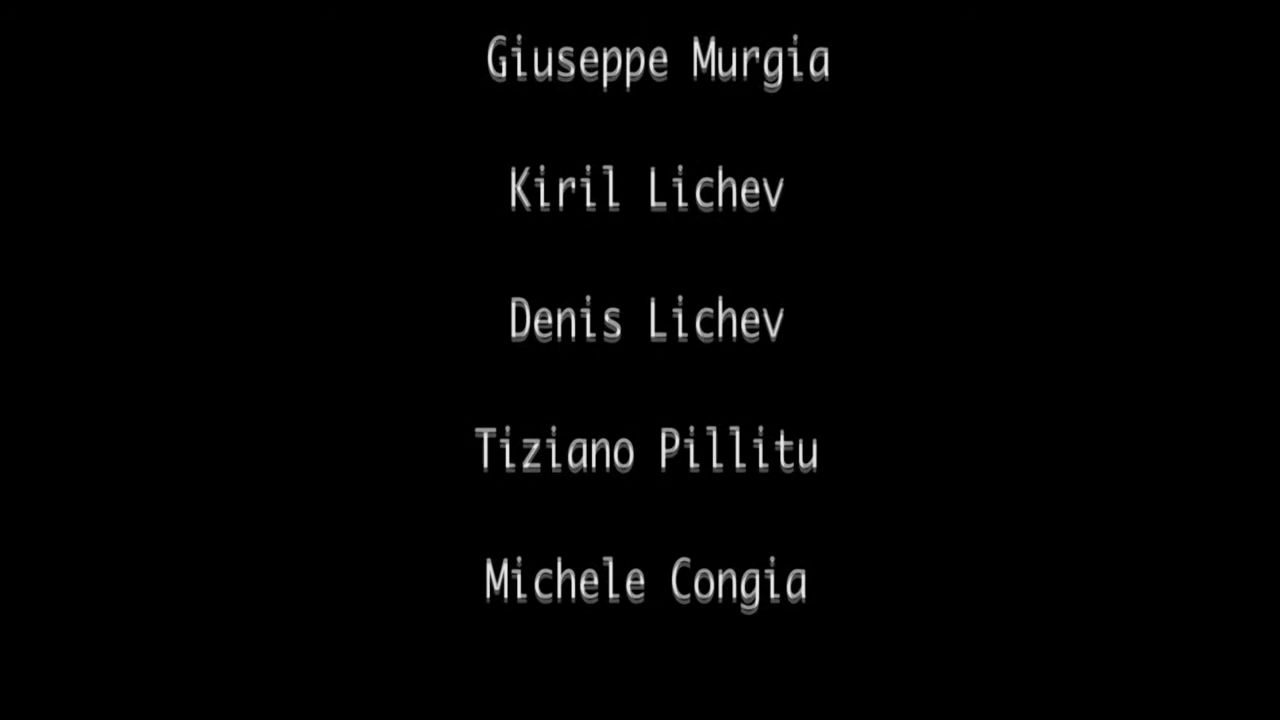 Giuseppe Murgia
Kiril Lichev
Denis Lichev
Tiziano Pillitu
Michele Congia